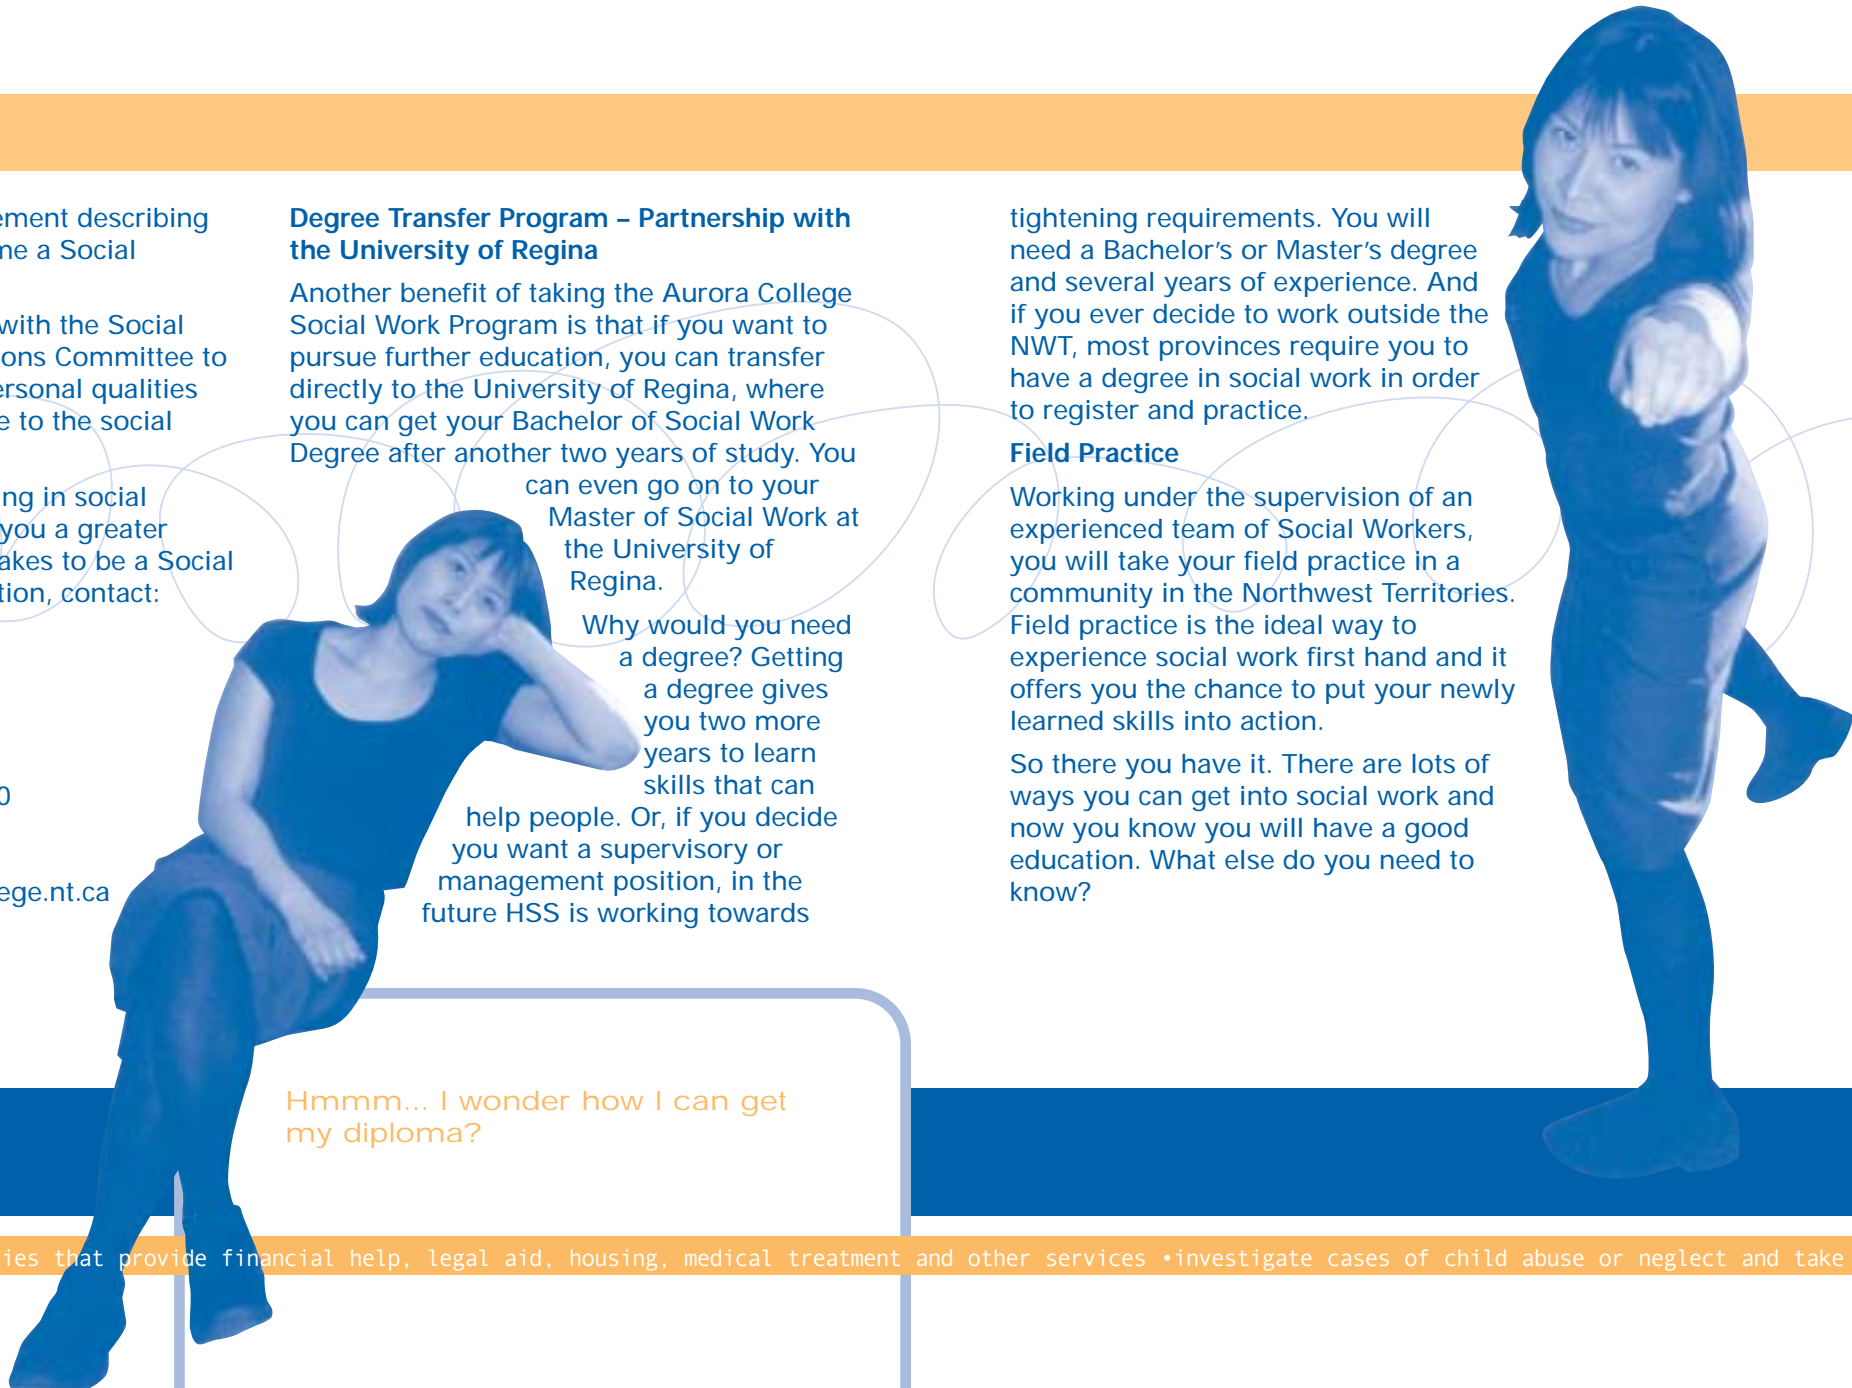 ement describing
me a Social
with the Social
ons Committee to
ersonal qualities
e to the social
ing in social
you a greater
akes to be a Social
tion, contact:
0
ege.nt.ca
Degree Transfer Program – Partnership with
the University of Regina
Another benefit of taking the Aurora College
Social Work Program is that if you want to
pursue further education, you can transfer
directly to the University of Regina, where
you can get your Bachelor of Social Work
Degree after another two years of study. You
can even go on to your
Master of Social Work at
the University of
Regina.
Why would you need
a degree? Getting
a degree gives
you two more
years to learn
skills that can
help people. Or, if you decide
you want a supervisory or
management position, in the
future HSS is working towards
tightening requirements. You will
need a Bachelor’s or Master’s degree
and several years of experience. And
if you ever decide to work outside the
NWT, most provinces require you to
have a degree in social work in order
to register and practice.
Field Practice
Working under the supervision of an
experienced team of Social Workers,
you will take your field practice in a
community in the Northwest Territories.
Field practice is the ideal way to
experience social work first hand and it
offers you the chance to put your newly
learned skills into action.
So there you have it. There are lots of
ways you can get into social work and
now you know you will have a good
education. What else do you need to
know?
Hmmm... I wonder how I can get
my diploma?
ies that provide financial help, legal aid, housing, medical treatment and other services •investigate cases of child abuse or neglect and take